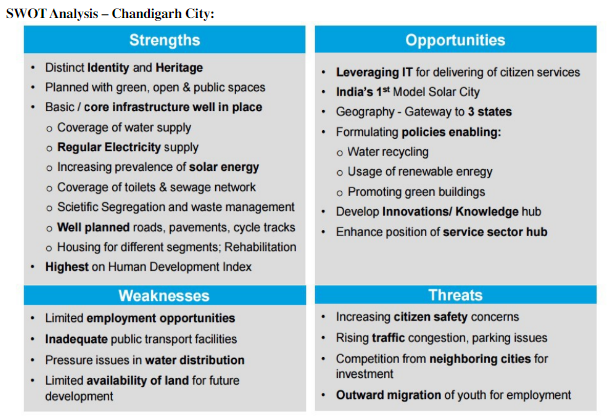 SWOT Analysis – Chandigarh City:
Strengths
• Distinct Identity and Heritage
• Planned with green, open & public spaces
• Basic / core infrastructure well in place
o Coverage of water supply
o Regular Electricity supply
o Increasing prevalence of solar energy
o Coverage of toilets & sewage network
o Scietific Segregation and waste management
o Well planned roads, pavements, cycle tracks
o Housing for different segments; Rehabilitation
• Highest on Human Development Index
Opportunities
• Leveraging IT for delivering of citizen services
• India's 1st Model Solar City
• Geography - Gateway to 3 states
• Formulating policies enabling:
o Water recycling
o Usage of renewable enregy
o Promoting green buildings
• Develop Innovations/ Knowledge hub
• Enhance position of service sector hub
Weaknesses
• Limited employment opportunities
• Inadequate public transport facilities
• Pressure issues in water distribution
• Limited availability of land for future
development
Threats
• Increasing citizen safety concerns
• Rising traffic congestion, parking issues
• Competition from neighboring cities for
investment
• Outward migration of youth for employment